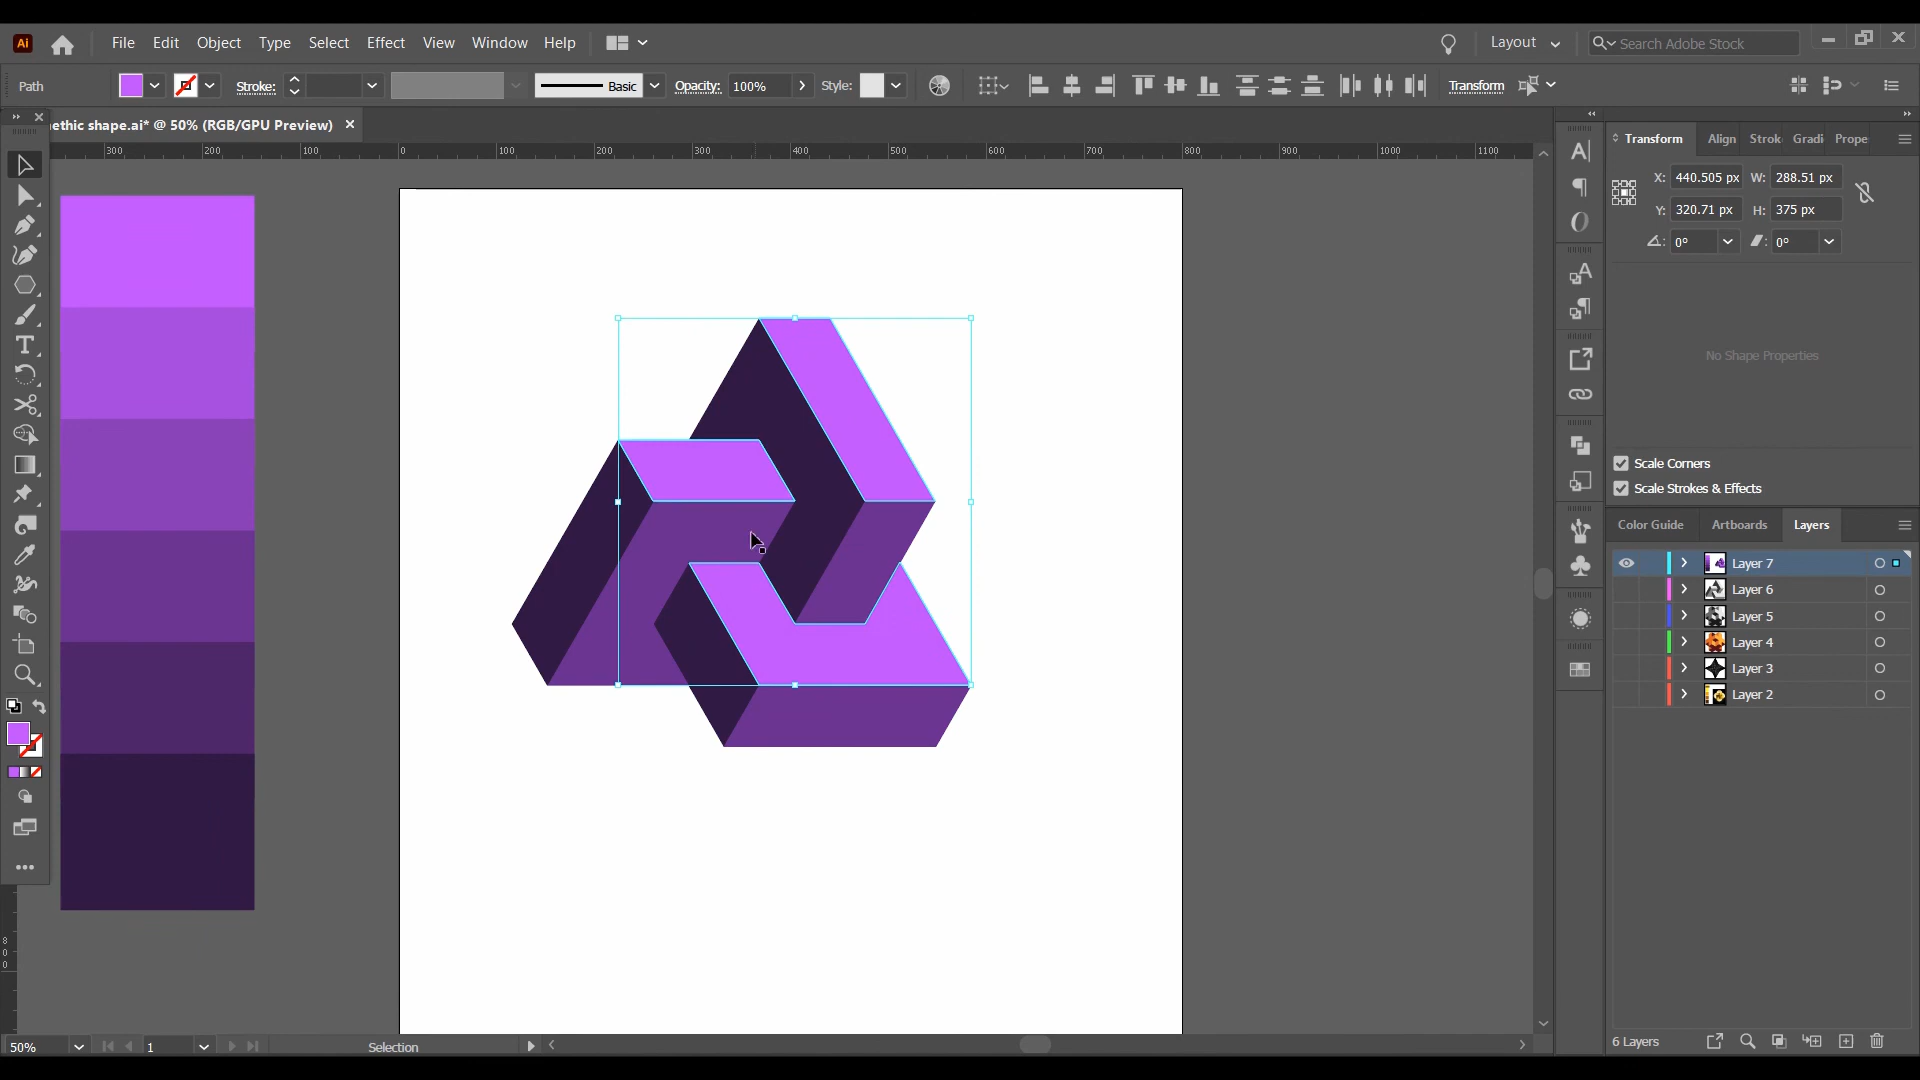 Ai File Edit Object Type Select Effect View Window Help Layout Search Adobe Stock
Path Stroke: Basic Opacity: 100% Style: Transform
ethic shape.ai* @ 50% (RGB/GPU Preview)
300 200 100 0 100 200 300 400 500 600 700 800 900 1000 1100
Transform Align Strok Gradi Prope
X: 440.505 px W: 288.51 px
Y: 320.71 px H: 375 px
0° 0°
No Shape Properties
Scale Corners
Scale Strokes & Effects
Color Guide Artboards Layers
Layer 7
Layer 6
Layer 5
Layer 4
Layer 3
Layer 2
8
0
0
6 Layers
50% 1 Selection